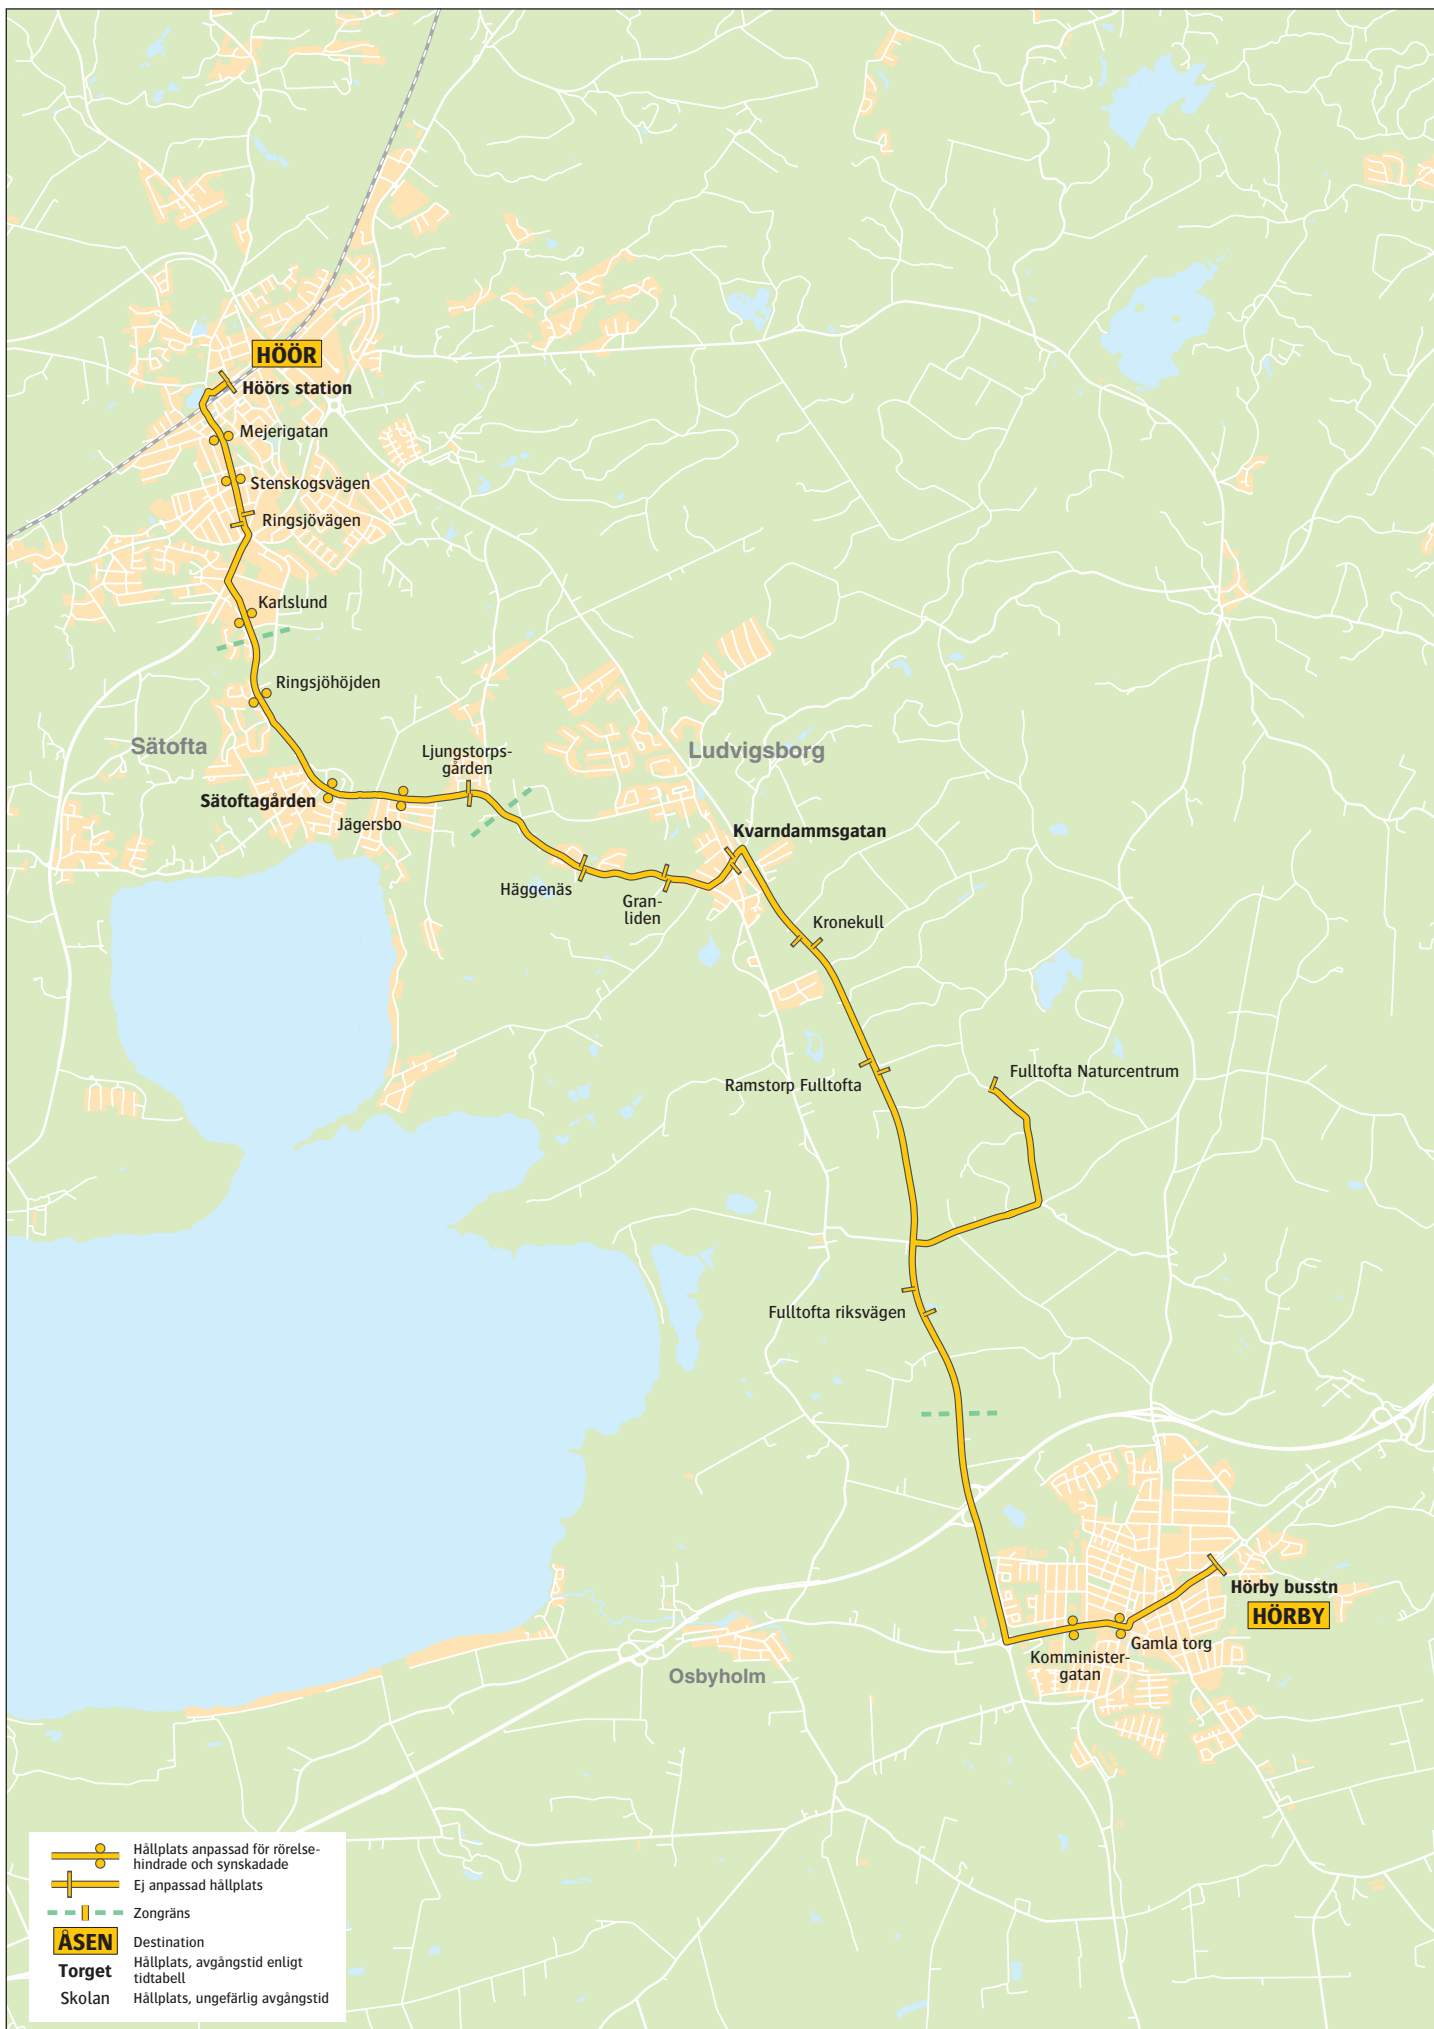 HÖÖR
Höörs station
Mejerigatan
Stenskogsvägen
Ringsjövägen
Karlslund
Ringsjöhöjden
Sätofta
Ljungstorps-
gården
Ludvigsborg
Sätoftagården
Jägersbo
Kvarndammsgatan
Häggenäs
Gran-
liden
Kronekull
Ramstorp Fulltofta
Fulltofta Naturcentrum
Fulltofta riksvägen
Hörby busstn
HÖRBY
Gamla torg
Komminister-
gatan
Osbyholm
Hållplats anpassad för rörelse-
hindrade och synskadade
Ej anpassad hållplats
Zongräns
ÅSEN Destination
Torget Hållplats, avgångstid enligt
tidtabell
Skolan Hållplats, ungefärlig avgångstid